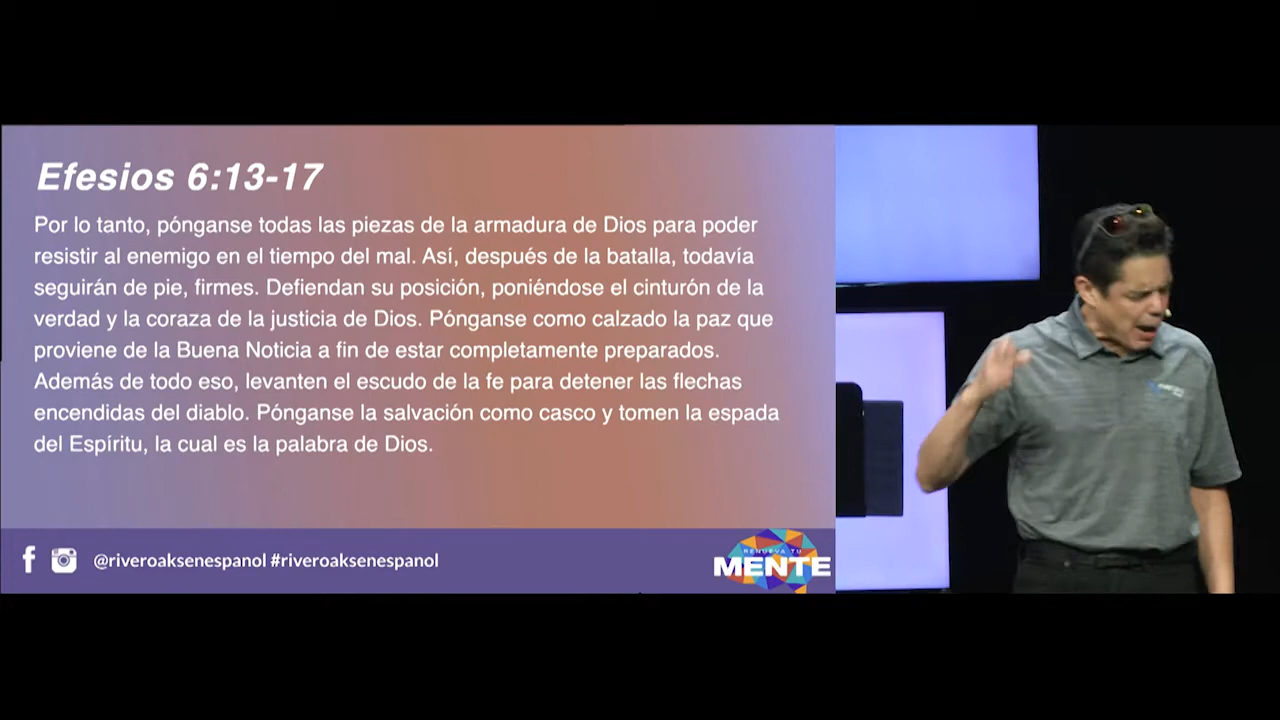 Efesios 6:13-17
Por lo tanto, pónganse todas las piezas de la armadura de Dios para poder
resistir al enemigo en el tiempo del mal. Así, después de la batalla, todavía
seguirán de pie, firmes. Defiendan su posición, poniéndose el cinturón de la
verdad y la coraza de la justicia de Dios. Pónganse como calzado la paz que
proviene de la Buena Noticia a fin de estar completamente preparados.
Además de todo eso, levanten el escudo de la fe para detener las flechas
encendidas del diablo. Pónganse la salvación como casco y tomen la espada
del Espíritu, la cual es la palabra de Dios.
@riveroaksenespanol #riveroaksenespanol
RENUEVA TU
MENTE